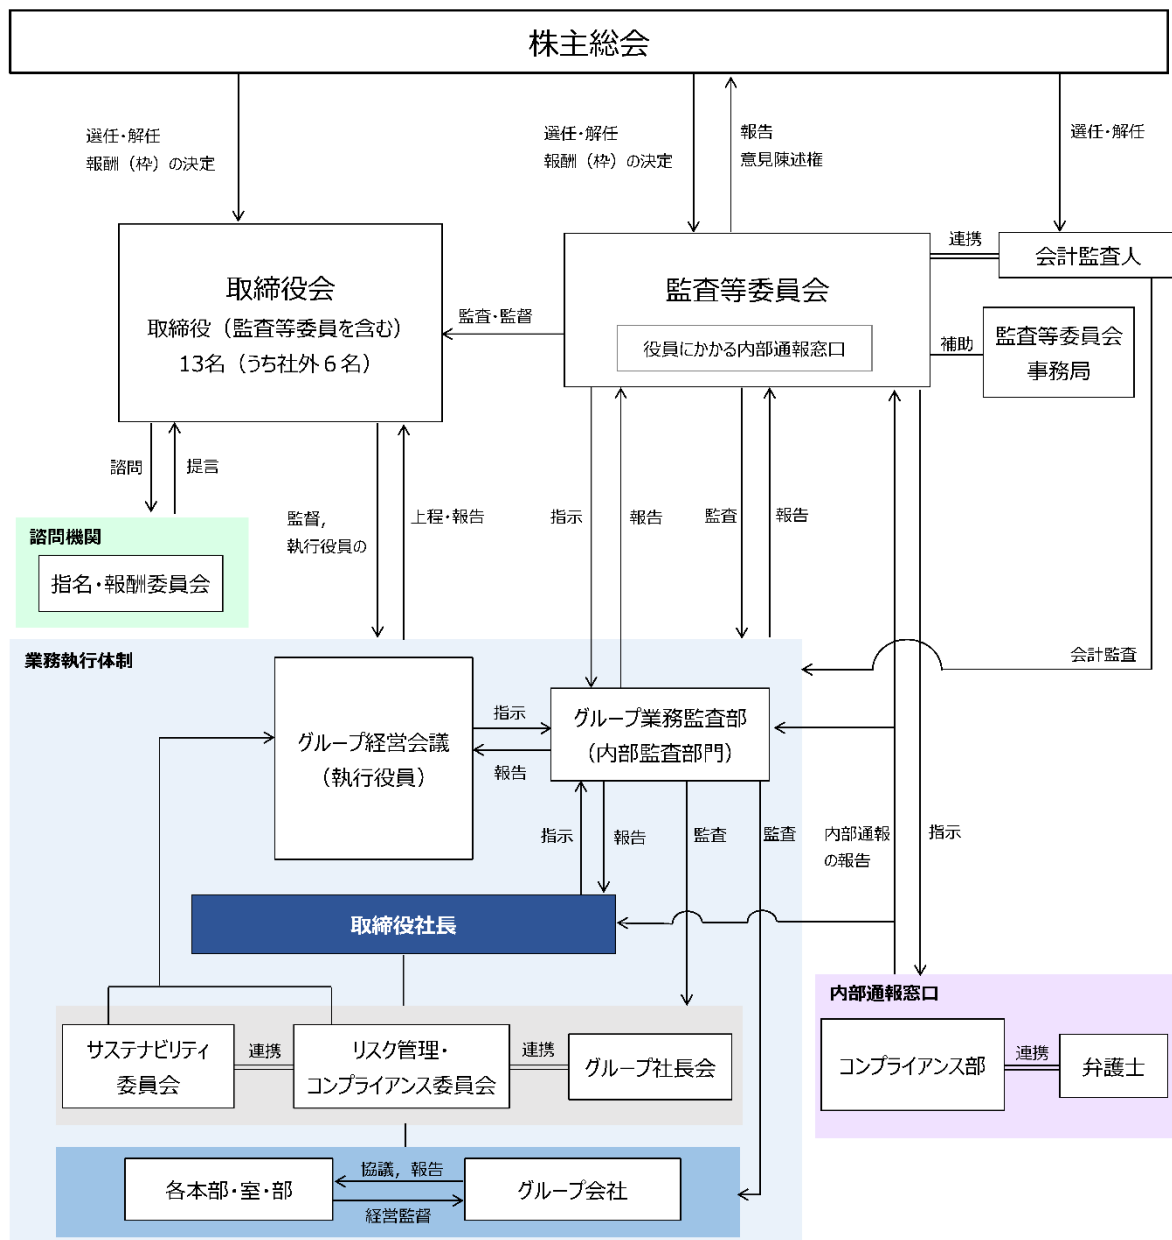 株主総会
選任・解任
報酬（枠）の決定
選任・解任
報酬（枠）の決定
報告
意見陳述権
選任・解任
取締役会
取締役（監査等委員を含む）
13名（うち社外６名）
監査・監督
監査等委員会
役員にかかる内部通報窓口
連携
会計監査人
補助
監査等委員会
事務局
諮問
提言
諮問機関
指名・報酬委員会
監督，
執行役員の
上程・報告
指示
報告
監査
報告
業務執行体制
会計監査
グループ経営会議
（執行役員）
指示
報告
グループ業務監査部
（内部監査部門）
指示
報告
監査
監査
内部通報
の報告
指示
取締役社長
サステナビリティ
委員会
連携
リスク管理・
コンプライアンス委員会
連携
グループ社長会
内部通報窓口
コンプライアンス部
連携
弁護士
各本部・室・部
協議，報告
経営監督
グループ会社